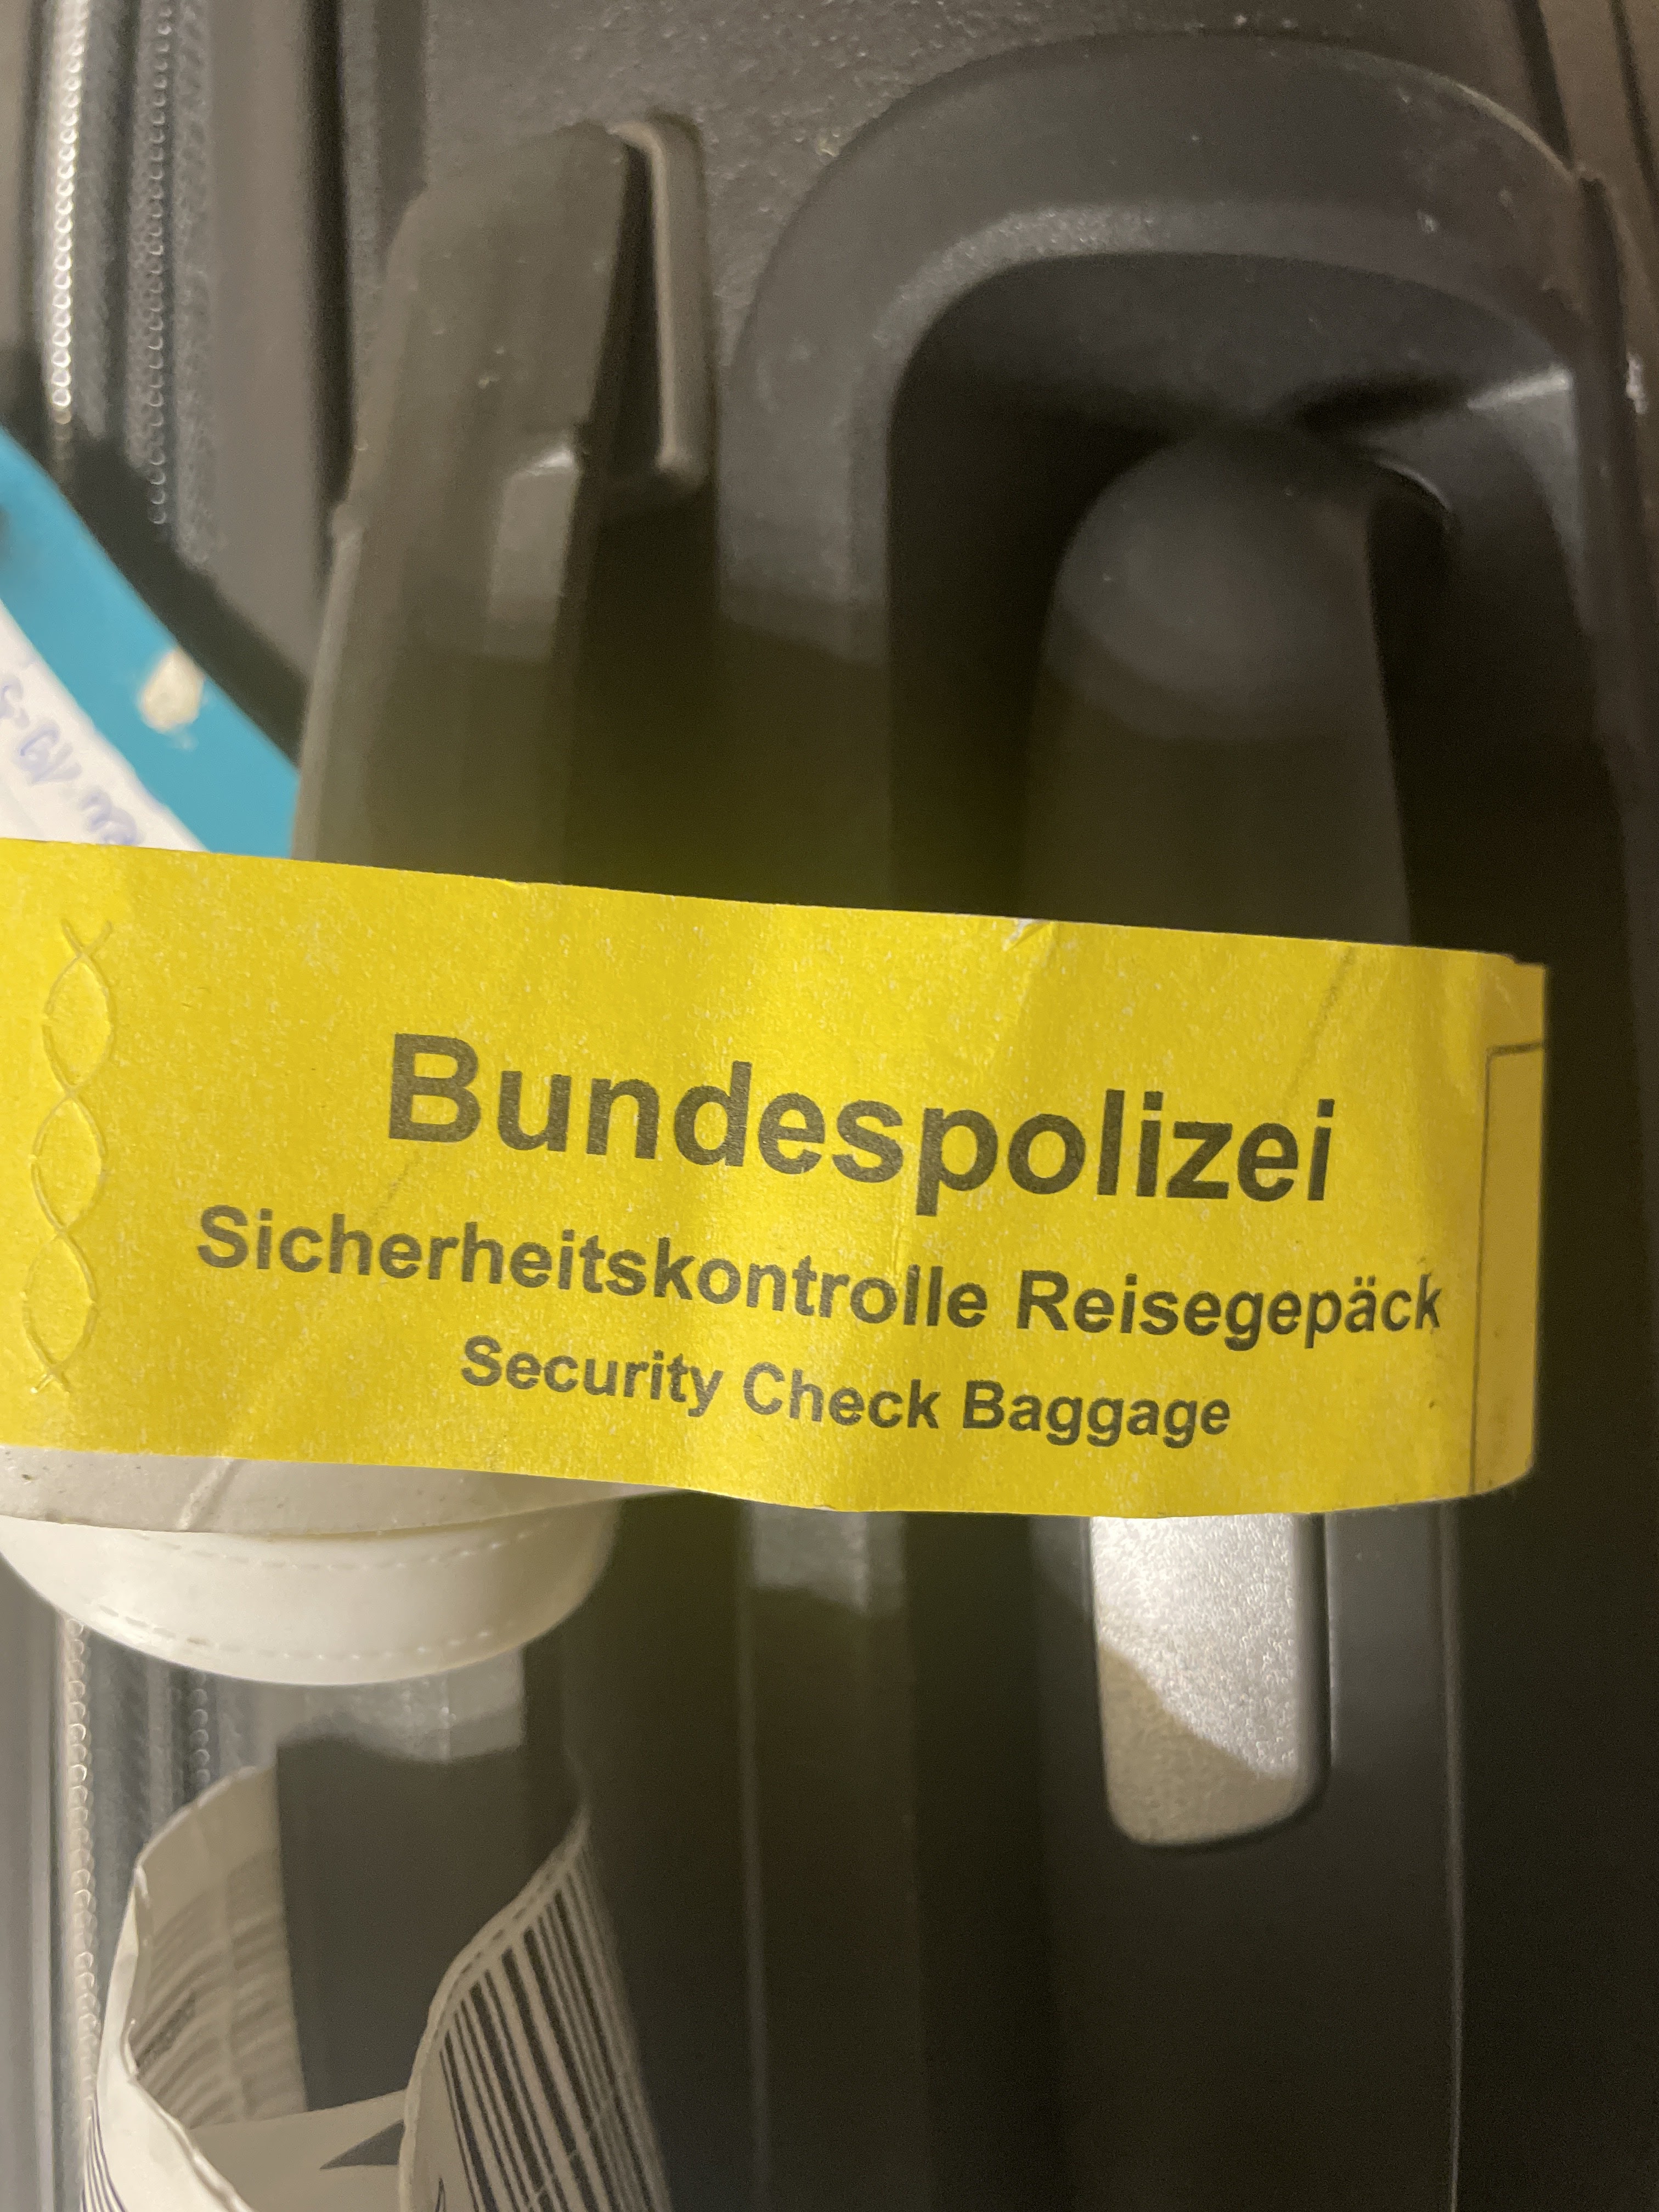 Bundespolizei
Sicherheitskontrolle Reisegepäck
Security Check Baggage